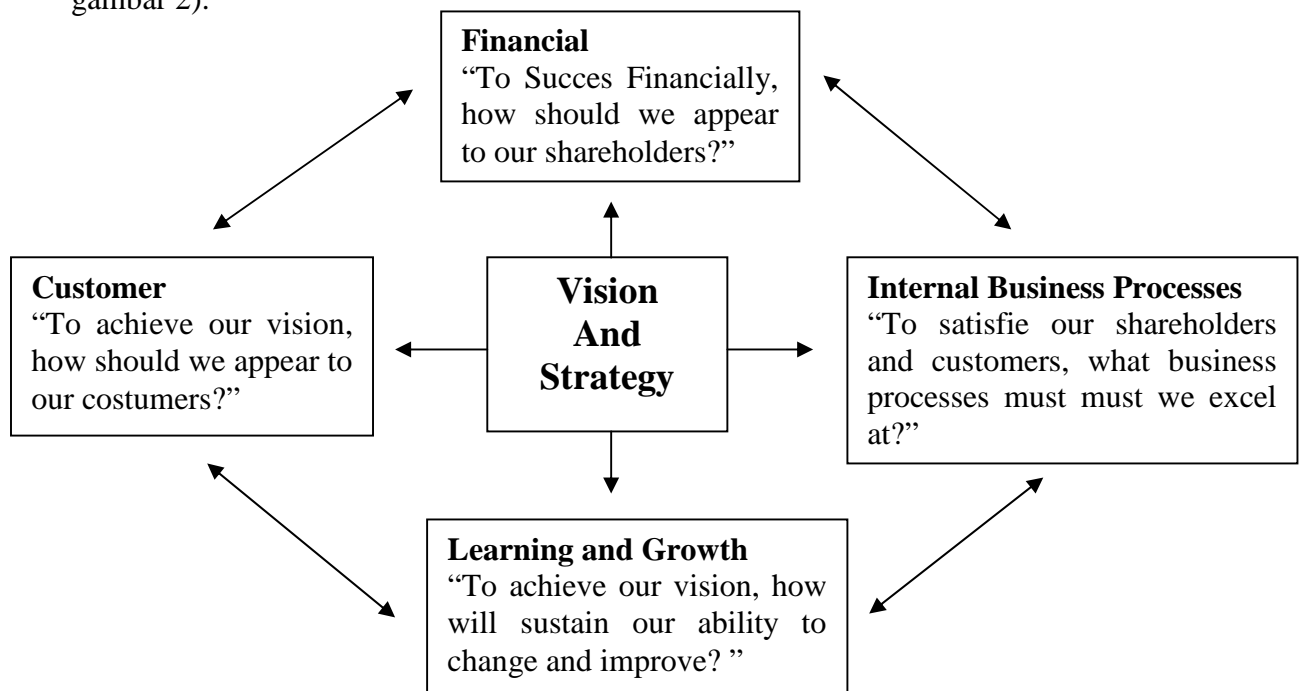 gambar 2).
Financial
“To Succes Financially,
how should we appear
to our shareholders?”
Customer
“To achieve our vision,
how should we appear to
our costumers?”
Vision
And
Strategy
Internal Business Processes
“To satisfie our shareholders
and customers, what business
processes must must we excel
at?”
Learning and Growth
“To achieve our vision, how
will sustain our ability to
change and improve? ”